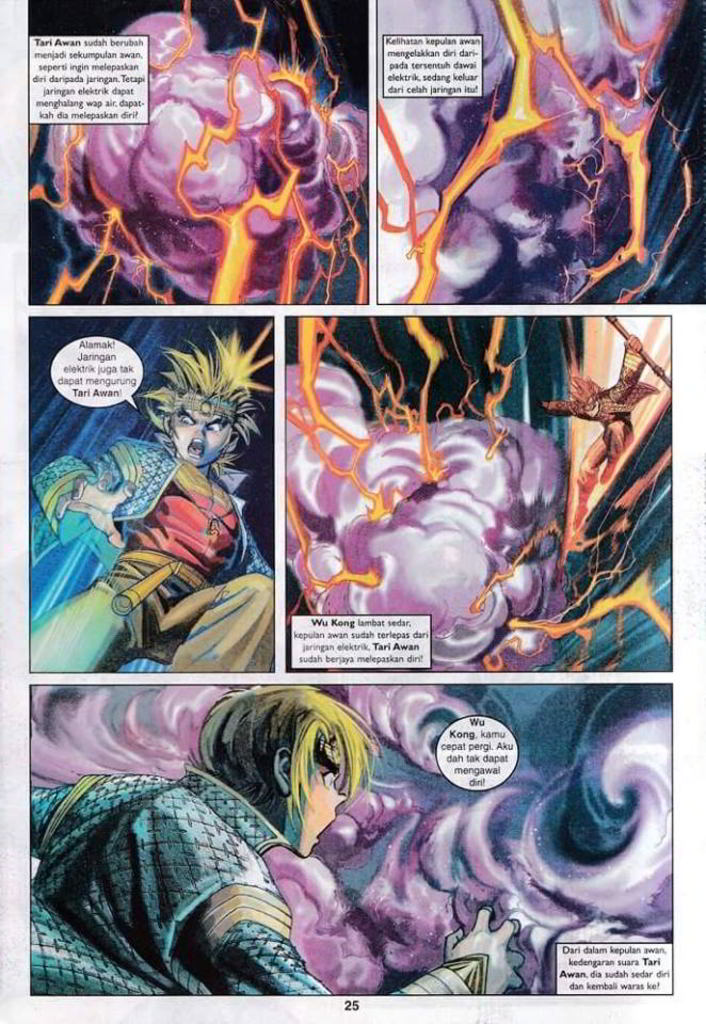 Tari Awan sudah berubah
menjadi sekumpulan awan,
seperti ingin melepaskan
diri daripada jaringan. Tetapi
jaringan elektrik dapat
menghalang wap air, dapat-
kah dia melepaskan diri?
Kelihatan kepulan awan
mengelakkan diri dari-
pada tersentuh dawai
elektrik, sedang keluar
dari celah jaringan itu!
Alamak!
Jaringan
elektrik juga tak
dapat mengurung
Tari Awan!
Wu Kong lambat sedar,
kepulan awan sudah terlepas dari
jaringan elektrik, Tari Awan
sudah berjaya melepaskan diri!
Wu
Kong, kamu
cepat pergi. Aku
dah tak dapat
mengawal
diri!
Dari dalam kepulan awan,
kedengaran suara Tari
Awan, dia sudah sedar diri
dan kembali waras ke!
25